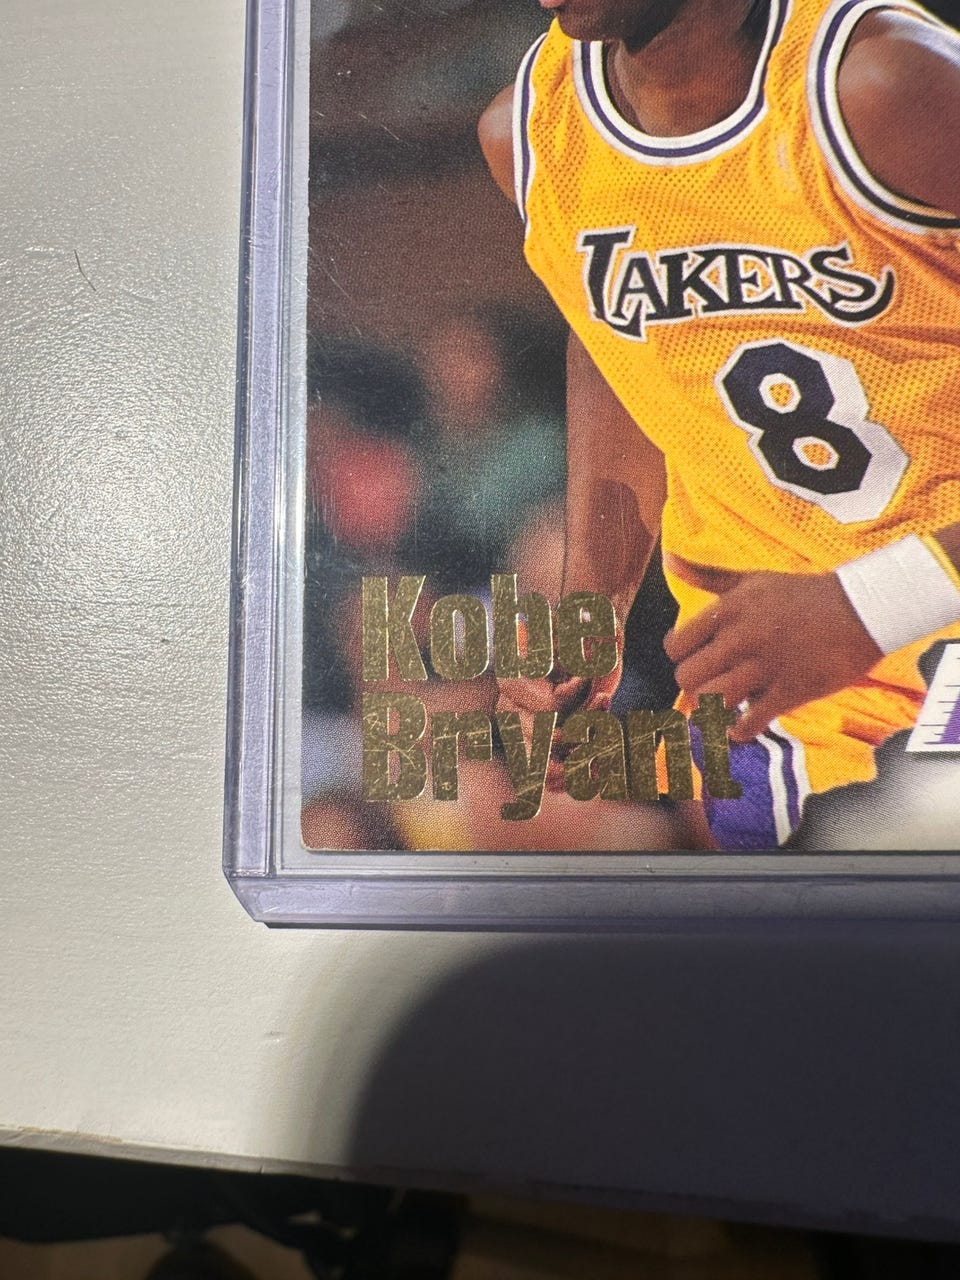 LAKERS
8
Kobe
Bryant